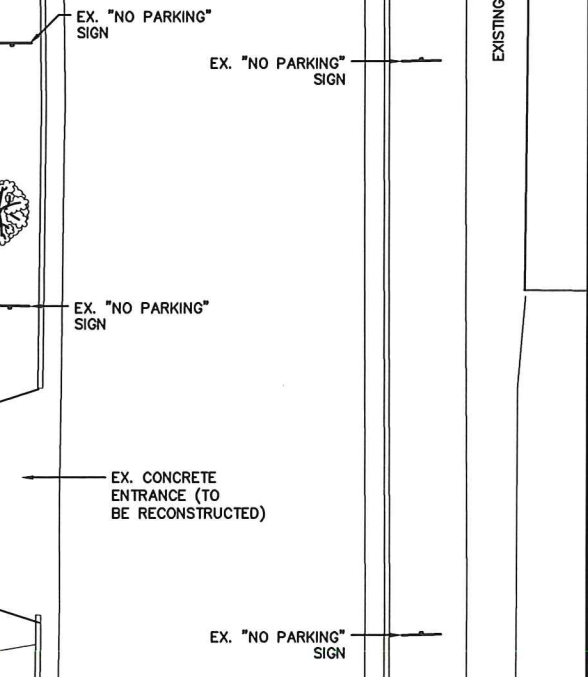 EX. "NO PARKING"
SIGN
EX. "NO PARKING"
SIGN
EXISTING
EX. "NO PARKING"
SIGN
EX. CONCRETE
ENTRANCE (TO
BE RECONSTRUCTED)
EX. "NO PARKING"
SIGN